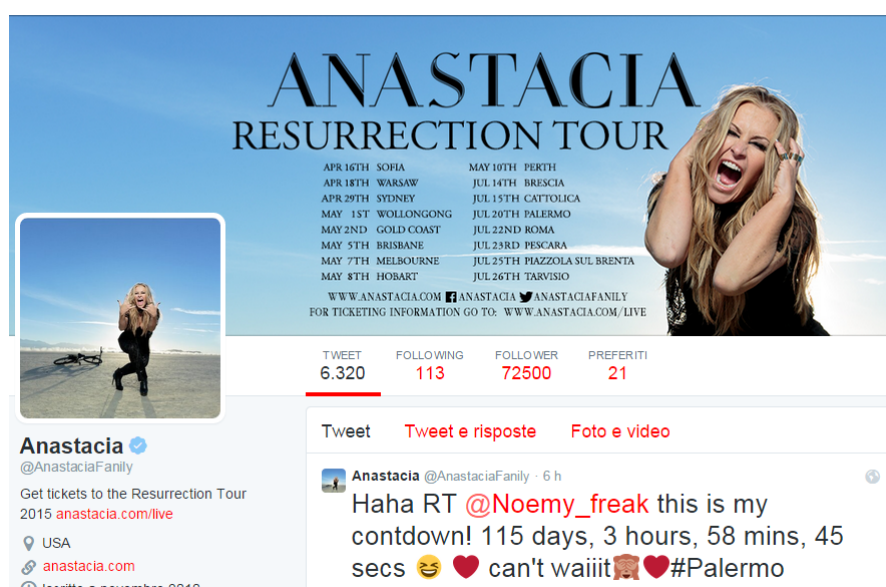 ANASTACIA
RESURRECTION TOUR
APR 16TH SOFIA
APR 18TH WARSAW
APR 29TH SYDNEY
MAY 1ST WOLLONGONG
MAY 2ND GOLD COAST
MAY 5TH BRISBANE
MAY 7TH MELBOURNE
MAY 8TH HOBART
MAY 10TH PERTH
JUL 14TH BRESCIA
JUL 15TH CATTOLICA
JUL 20TH PALERMO
JUL 22ND ROMA
JUL 23RD PESCARA
JUL 25TH PIAZZOLA SUL BRENTA
JUL 26TH TARVISIO
WWW.ANASTACIA.COM ANASTACIA ANASTACIAFANILY
FOR TICKETING INFORMATION GO TO: WWW.ANASTACIA.COM/LIVE
TWEET FOLLOWING FOLLOWER PREFERITI
6.320 113 72500 21
Anastacia
@AnastaciaFanily
Get tickets to the Resurrection Tour
2015 anastacia.com/live
USA
anastacia.com
Iscritto a novembre 2010
Tweet Tweet e risposte Foto e video
Anastacia @AnastaciaFanily · 6 h
Haha RT @Noemy_freak this is my
contdown! 115 days, 3 hours, 58 mins, 45
secs 😆 ❤ can't waiiit🙈❤#Palermo